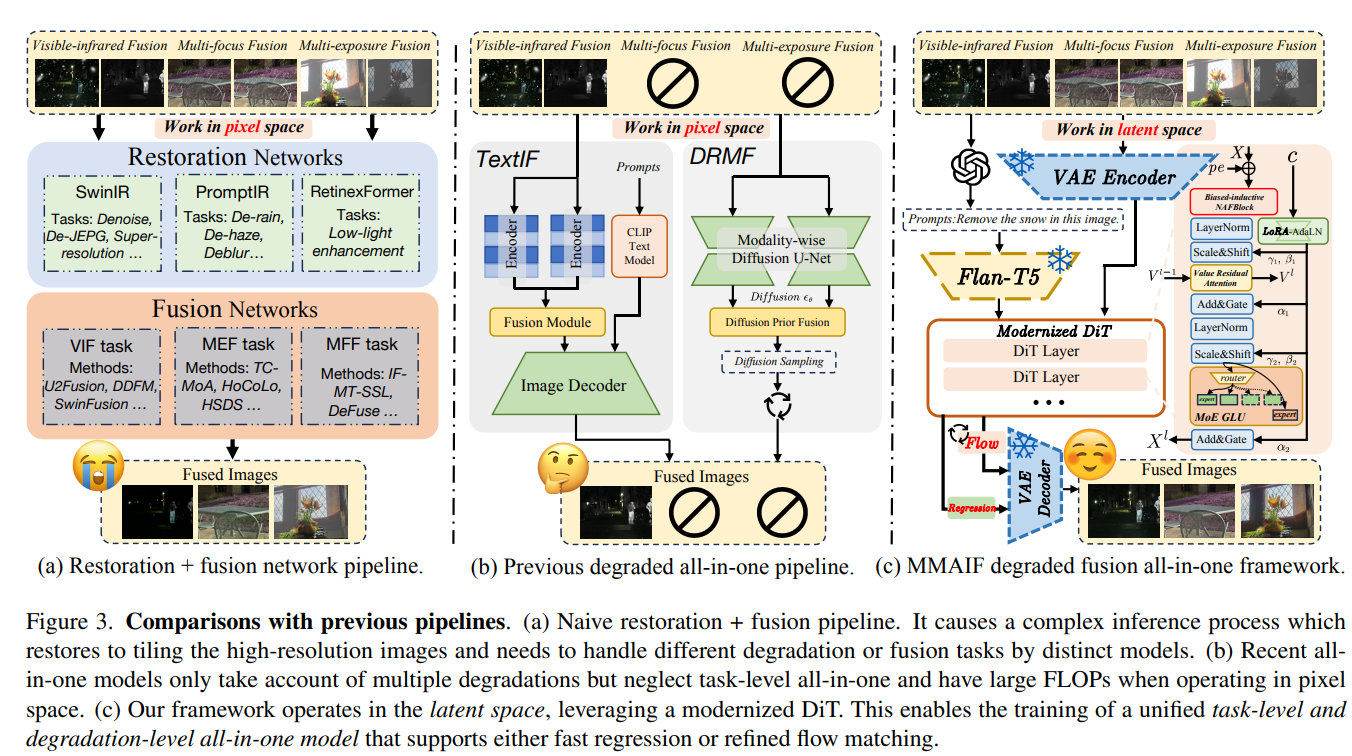 Visible-infrared Fusion Multi-focus Fusion Multi-exposure Fusion
Work in pixel space
Restoration Networks
SwinIR
Tasks: Denoise,
De-JEPG, Super-
resolution ...
PromptIR
Tasks: De-rain,
De-haze,
Deblur...
RetinexFormer
Tasks:
Low-light
enhancement
Fusion Networks
VIF task
Methods:
U2Fusion, DDFM,
SwinFusion ...
MEF task
Methods: TC-
MoA, HoCoLo,
HSDS ...
MFF task
Methods: IF-
MT-SSL,
DeFuse ...
Fused Images
(a) Restoration + fusion network pipeline.
Visible-infrared Fusion Multi-focus Fusion Multi-exposure Fusion
Work in pixel space
TextIF
Prompts
Encoder
Encoder
CLIP
Text
Model
Fusion Module
Image Decoder
DRMF
Modality-wise
Diffusion U-Net
Diffusion ϵθ
Diffusion Prior Fusion
Diffusion Sampling
Fused Images
(b) Previous degraded all-in-one pipeline.
Visible-infrared Fusion Multi-focus Fusion Multi-exposure Fusion
Work in latent space
VAE Encoder
Prompts:Remove the snow in this image.
Flan-T5
Modernized DiT
DiT Layer
DiT Layer
...
Flow
Regression
VAE
Decoder
X
pe
c
Biased-inductive
NAFBlock
LayerNorm
LoRA-AdaLN
Scale&Shift
γ1, β1
Vl−1
Value Residual
Attention
Vl
Add&Gate
α1
LayerNorm
Scale&Shift
γ2, β2
router
expert
expert
MoE GLU
Xl
Add&Gate
α2
Fused Images
(c) MMAIF degraded fusion all-in-one framework.
Figure 3. Comparisons with previous pipelines. (a) Naive restoration + fusion pipeline. It causes a complex inference process which
restores to tiling the high-resolution images and needs to handle different degradation or fusion tasks by distinct models. (b) Recent all-
in-one models only take account of multiple degradations but neglect task-level all-in-one and have large FLOPs when operating in pixel
space. (c) Our framework operates in the latent space, leveraging a modernized DiT. This enables the training of a unified task-level and
degradation-level all-in-one model that supports either fast regression or refined flow matching.